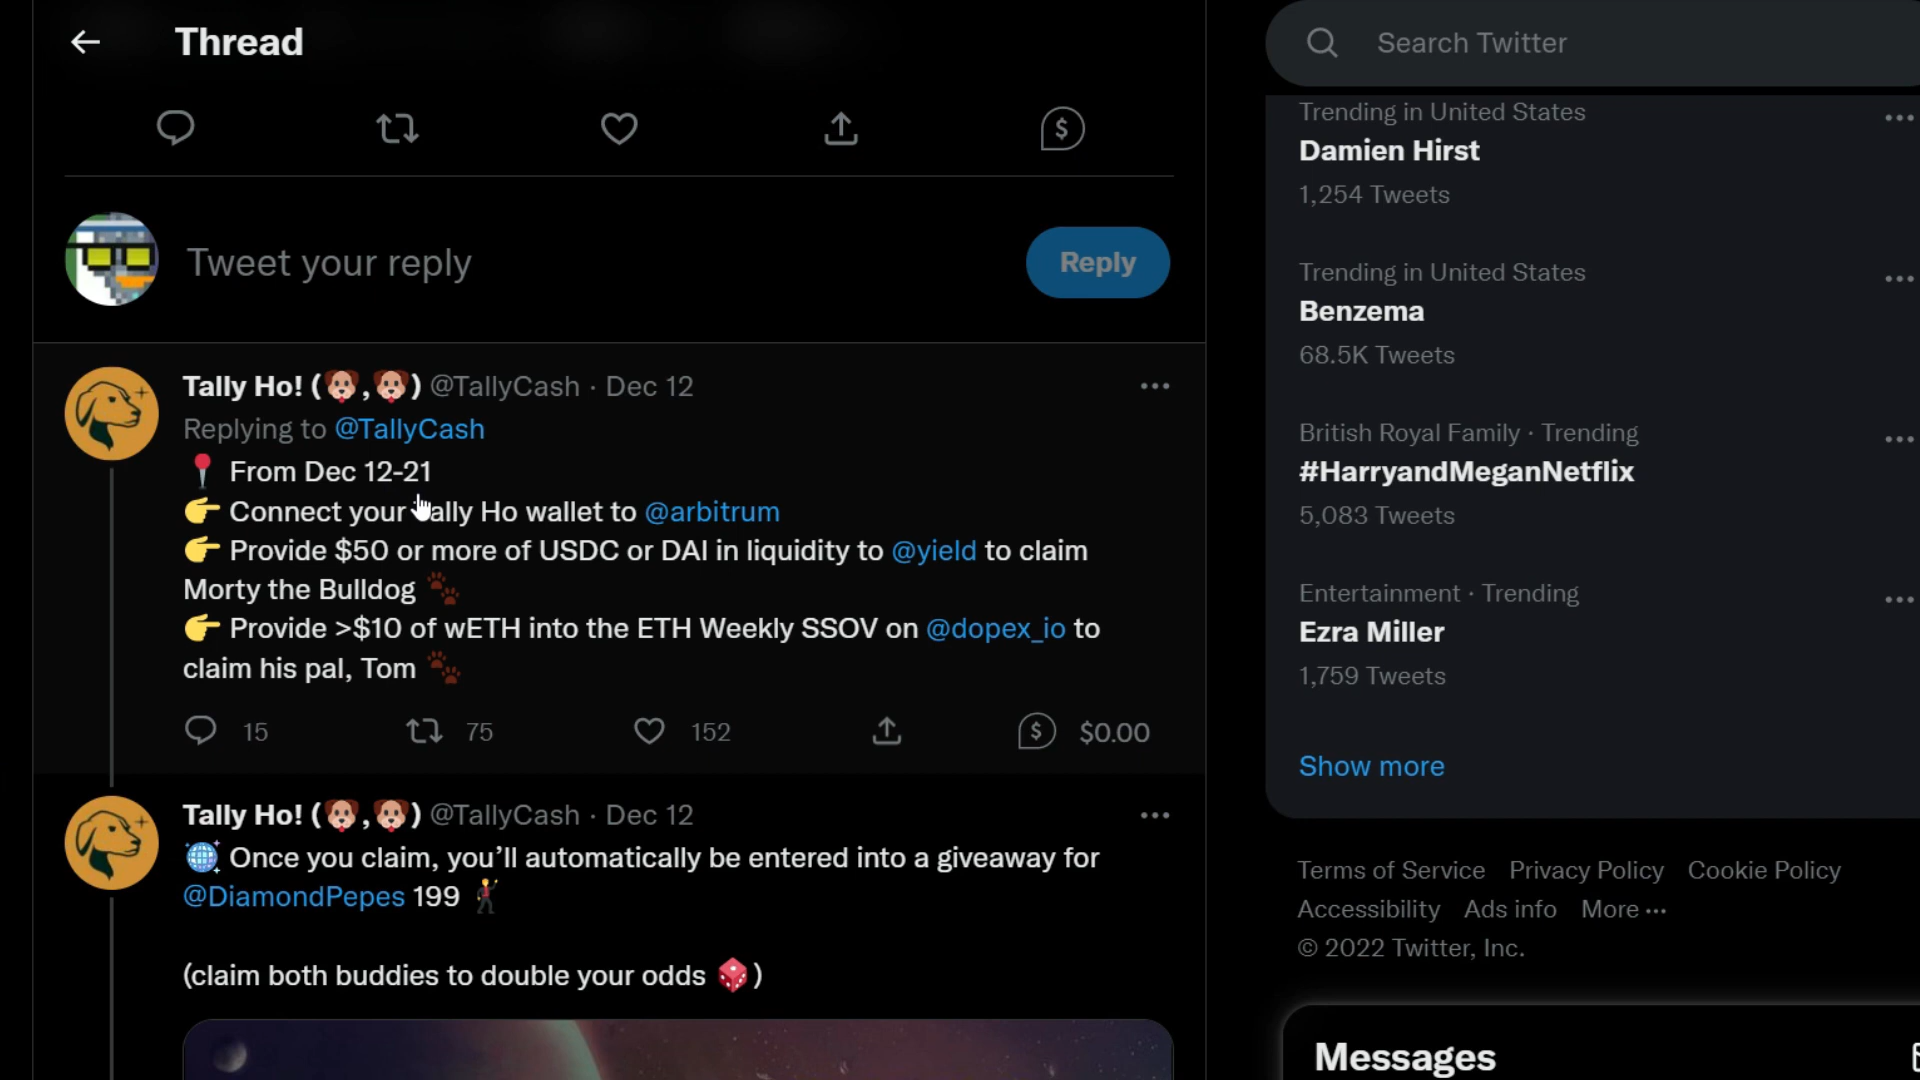 Thread
Search Twitter
Tweet your reply
Reply
Tally Ho! (🐶,🐶) @TallyCash · Dec 12
Replying to @TallyCash
📍 From Dec 12-21
👉 Connect your Tally Ho wallet to @arbitrum
👉 Provide $50 or more of USDC or DAI in liquidity to @yield to claim
Morty the Bulldog 🐾
👉 Provide >$10 of wETH into the ETH Weekly SSOV on @dopex_io to
claim his pal, Tom 🐾
15 75 152 $0.00
Tally Ho! (🐶,🐶) @TallyCash · Dec 12
🪩 Once you claim, you’ll automatically be entered into a giveaway for
@DiamondPepes 199 🕺
(claim both buddies to double your odds 🎲)
Trending in United States
Damien Hirst
1,254 Tweets
Trending in United States
Benzema
68.5K Tweets
British Royal Family · Trending
#HarryandMeganNetflix
5,083 Tweets
Entertainment · Trending
Ezra Miller
1,759 Tweets
Show more
Terms of Service Privacy Policy Cookie Policy
Accessibility Ads info More ···
© 2022 Twitter, Inc.
Messages